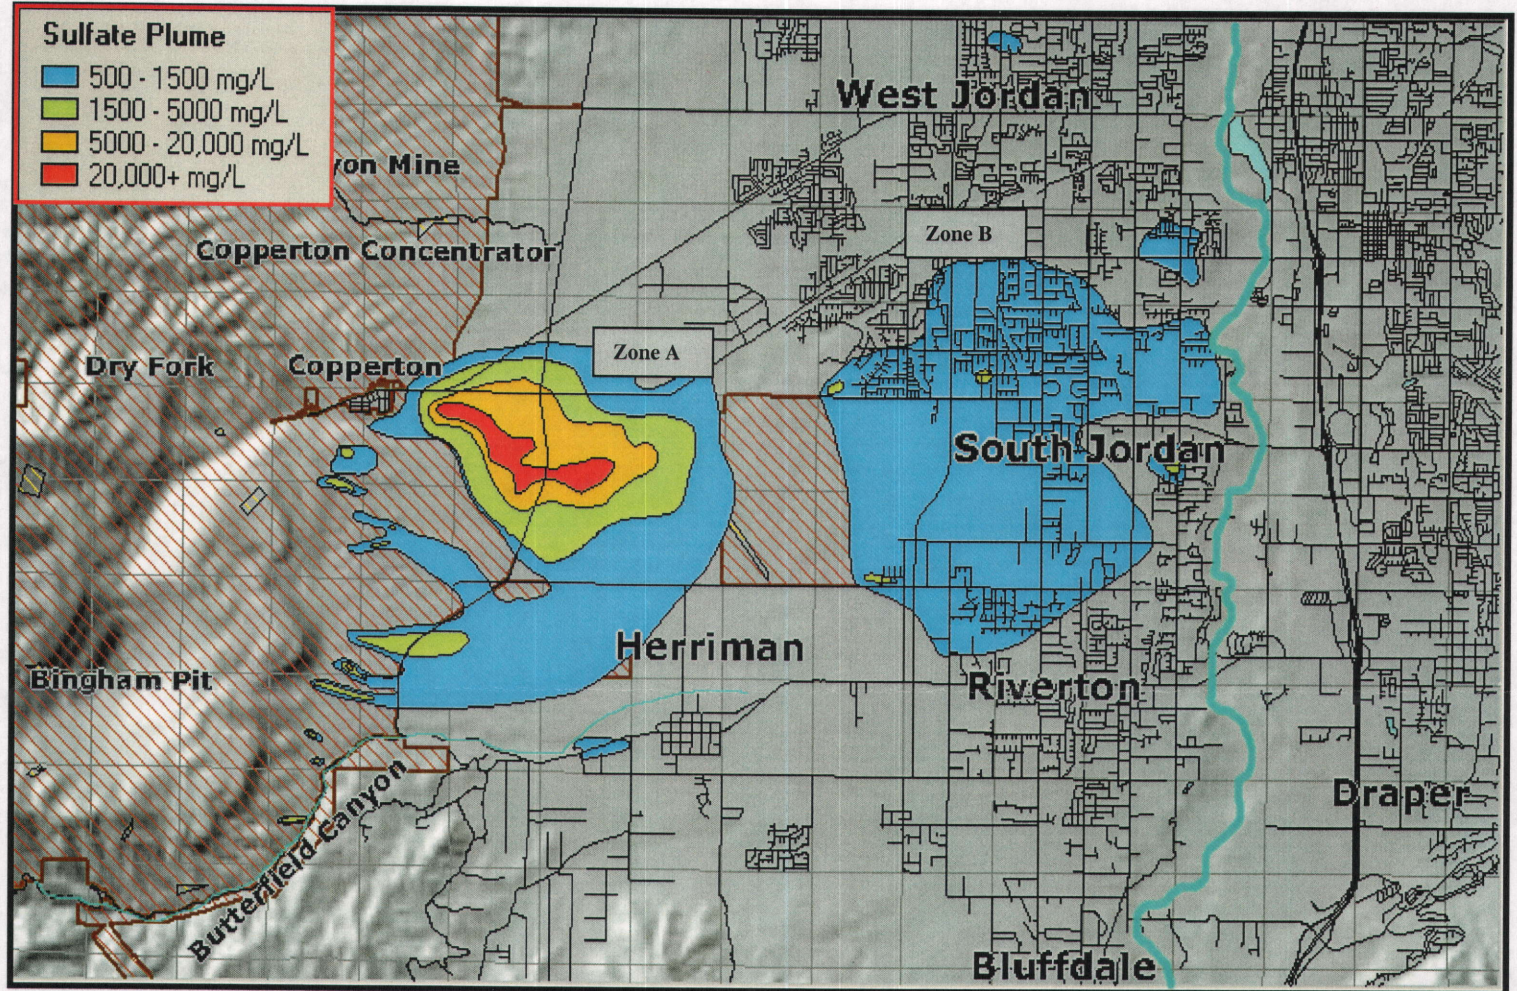 Sulfate Plume
500 - 1500 mg/L
1500 - 5000 mg/L
5000 - 20,000 mg/L
20,000+ mg/L
West Jordan
yon Mine
Zone B
Copperton Concentrator
Zone A
Dry Fork
Copperton
South Jordan
Herriman
Bingham Pit
Riverton
Butterfield Canyon
Draper
Bluffdale